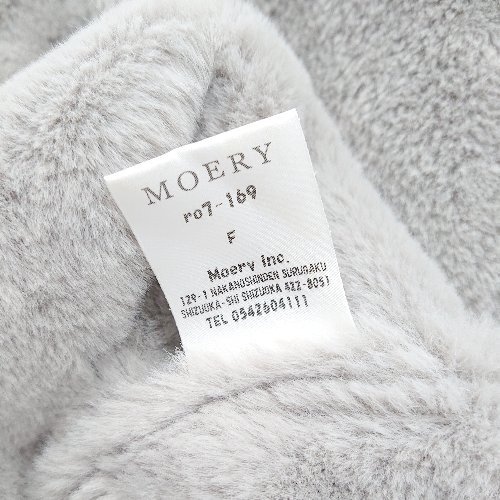 MOERY
ro7-169
F
Moery inc.
129-1 NAKANOSHINDEN SURUGAKU
SHIZUOKA-SHI SHIZUOKA 422-8051
TEL 0542604111